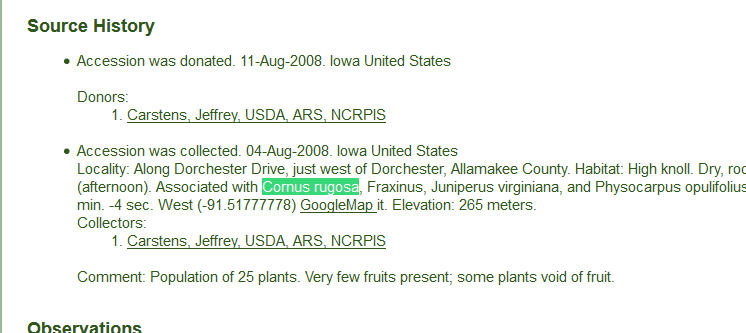 Source History
• Accession was donated. 11-Aug-2008. Iowa United States
Donors:
1. Carstens, Jeffrey, USDA, ARS, NCRPIS
• Accession was collected. 04-Aug-2008. Iowa United States
Locality: Along Dorchester Drive, just west of Dorchester, Allamakee County. Habitat: High knoll. Dry,
(afternoon). Associated with Cornus rugosa, Fraxinus, Juniperus virginiana, and Physocarpus opulifolius
min. -4 sec. West (-91.51777778) GoogleMap it. Elevation: 265 meters.
Collectors:
1. Carstens, Jeffrey, USDA, ARS, NCRPIS
Comment: Population of 25 plants. Very few fruits present; some plants void of fruit.
Observations